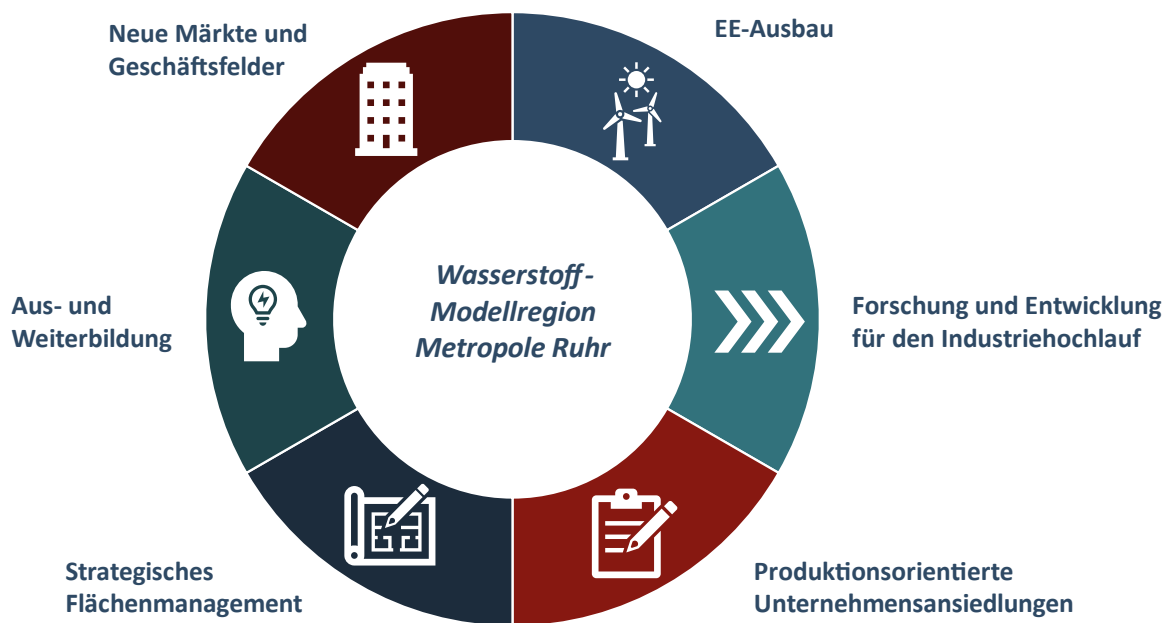 Neue Märkte und
Geschäftsfelder
EE-Ausbau
Aus- und
Weiterbildung
Wasserstoff-
Modellregion
Metropole Ruhr
Forschung und Entwicklung
für den Industriehochlauf
Strategisches
Flächenmanagement
Produktionsorientierte
Unternehmensansiedlungen